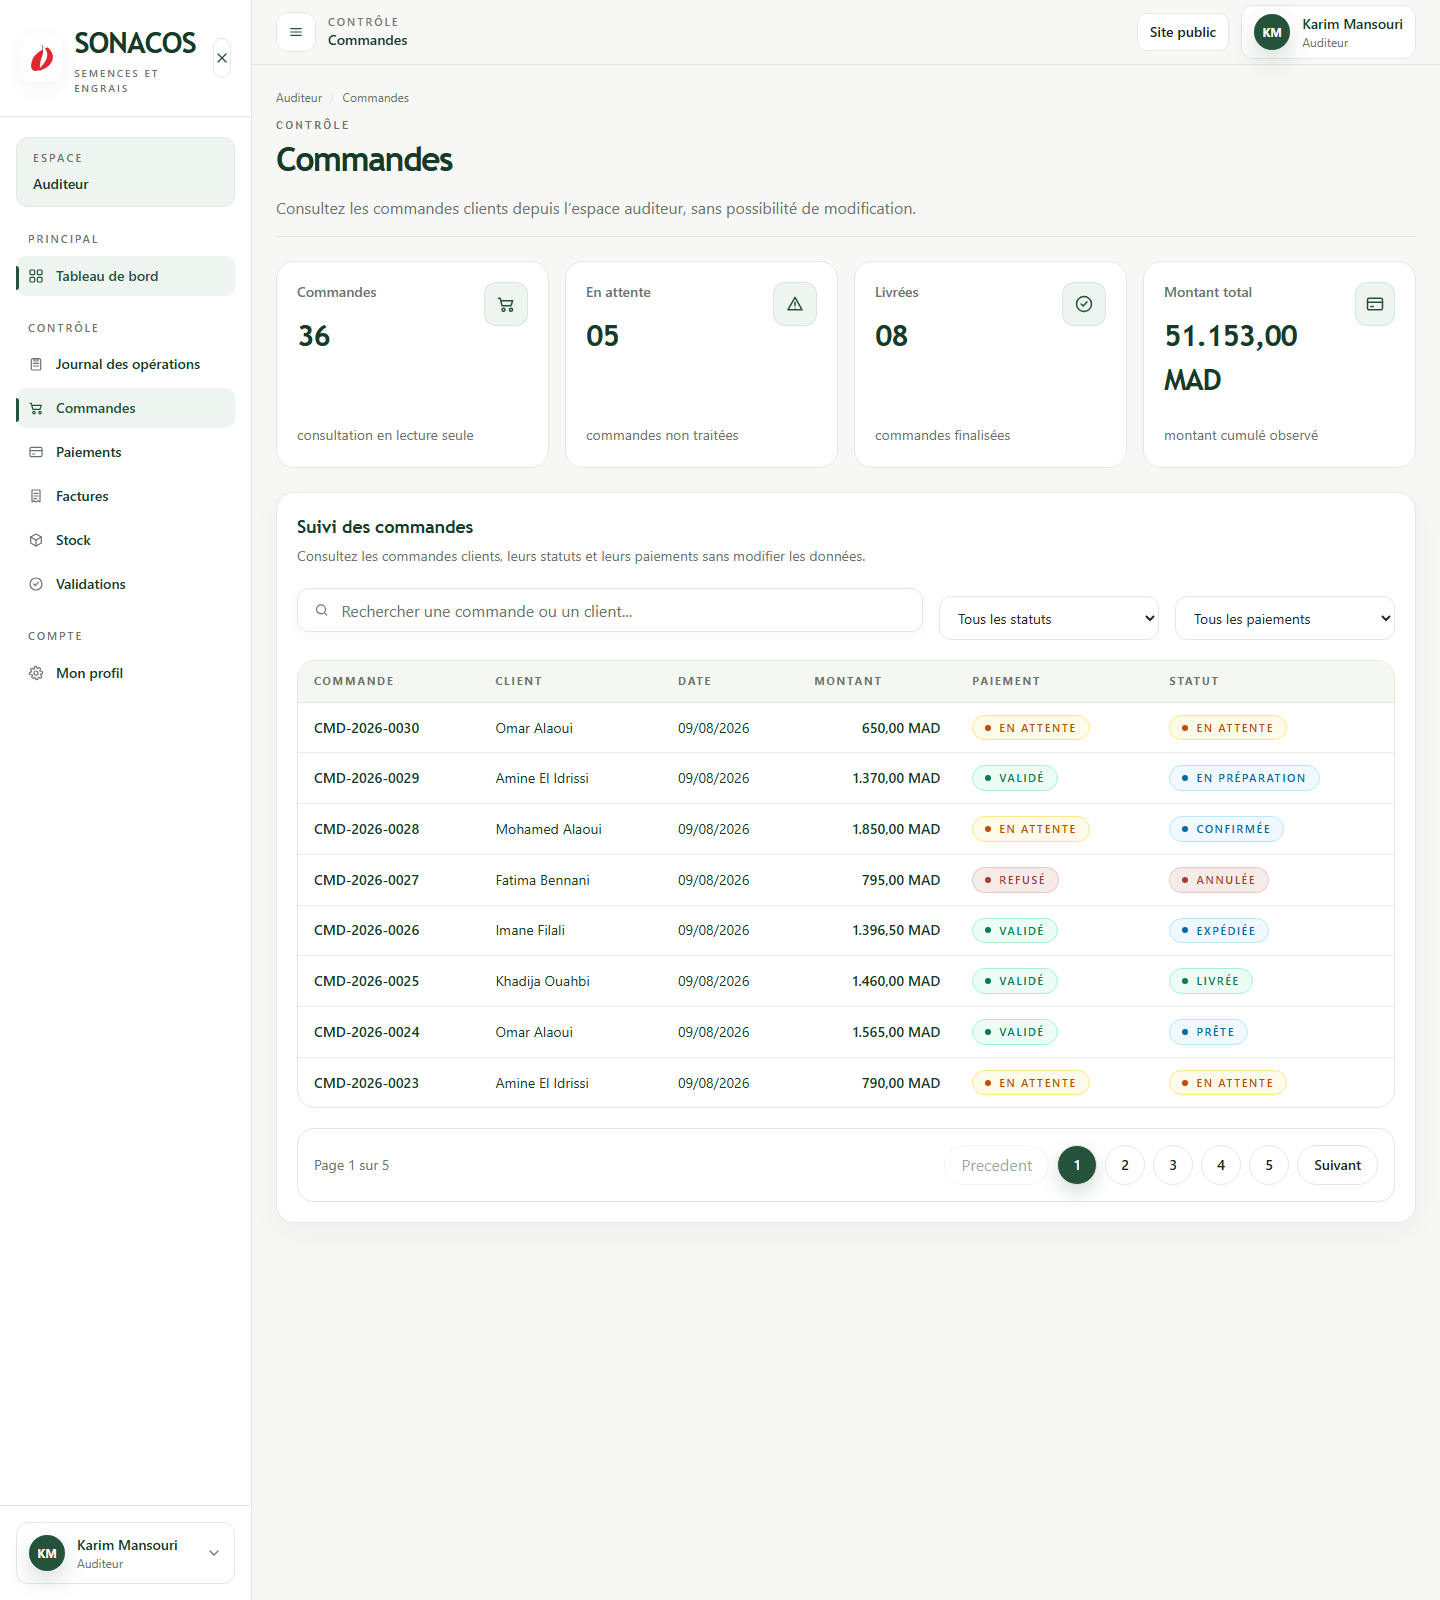 SONACOS
SEMENCES ET
ENGRAIS
ESPACE
Auditeur
PRINCIPAL
Tableau de bord
CONTRÔLE
Journal des opérations
Commandes
Paiements
Factures
Stock
Validations
COMPTE
Mon profil
KM
Karim Mansouri
Auditeur
CONTRÔLE
Commandes
Site public
KM
Karim Mansouri
Auditeur
Auditeur / Commandes
CONTRÔLE
Commandes
Consultez les commandes clients depuis l'espace auditeur, sans possibilité de modification.
Commandes
36
consultation en lecture seule
En attente
05
commandes non traitées
Livrées
08
commandes finalisées
Montant total
51.153,00
MAD
montant cumulé observé
Suivi des commandes
Consultez les commandes clients, leurs statuts et leurs paiements sans modifier les données.
Rechercher une commande ou un client...
Tous les statuts
Tous les paiements
COMMANDE CLIENT DATE MONTANT PAIEMENT STATUT
CMD-2026-0030 Omar Alaoui 09/08/2026 650,00 MAD EN ATTENTE EN ATTENTE
CMD-2026-0029 Amine El Idrissi 09/08/2026 1.370,00 MAD VALIDÉ EN PRÉPARATION
CMD-2026-0028 Mohamed Alaoui 09/08/2026 1.850,00 MAD EN ATTENTE CONFIRMÉE
CMD-2026-0027 Fatima Bennani 09/08/2026 795,00 MAD REFUSÉ ANNULÉE
CMD-2026-0026 Imane Filali 09/08/2026 1.396,50 MAD VALIDÉ EXPÉDIÉE
CMD-2026-0025 Khadija Ouahbi 09/08/2026 1.460,00 MAD VALIDÉ LIVRÉE
CMD-2026-0024 Omar Alaoui 09/08/2026 1.565,00 MAD VALIDÉ PRÊTE
CMD-2026-0023 Amine El Idrissi 09/08/2026 790,00 MAD EN ATTENTE EN ATTENTE
Page 1 sur 5
Precedent 1 2 3 4 5 Suivant